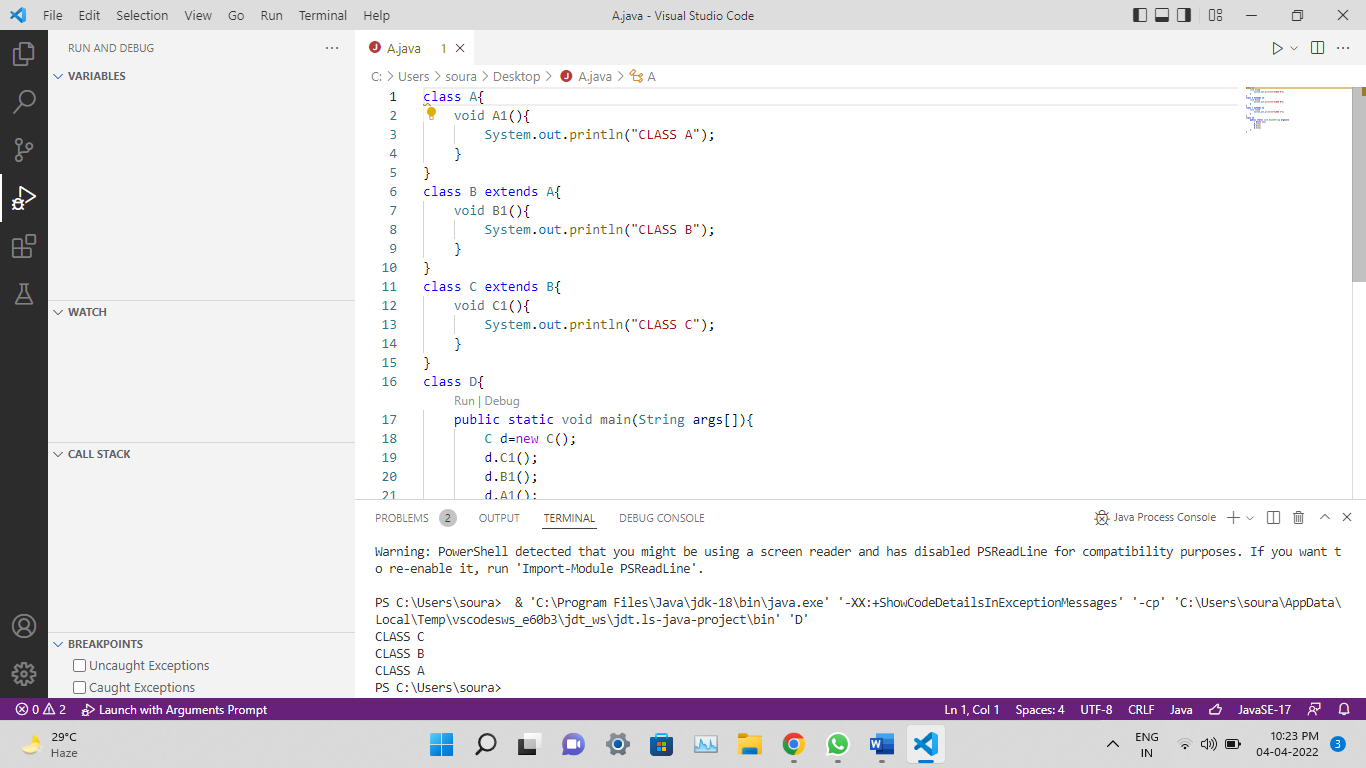 File Edit Selection View Go Run Terminal Help
A.java - Visual Studio Code
RUN AND DEBUG
VARIABLES
WATCH
CALL STACK
BREAKPOINTS
Uncaught Exceptions
Caught Exceptions
J A.java 1
C: > Users > soura > Desktop > J A.java > A
1 class A{
2 void A1(){
3 System.out.println("CLASS A");
4 }
5 }
6 class B extends A{
7 void B1(){
8 System.out.println("CLASS B");
9 }
10 }
11 class C extends B{
12 void C1(){
13 System.out.println("CLASS C");
14 }
15 }
16 class D{
Run | Debug
17 public static void main(String args[]){
18 C d=new C();
19 d.C1();
20 d.B1();
21 d.A1();
PROBLEMS 2 OUTPUT TERMINAL DEBUG CONSOLE
Java Process Console
Warning: PowerShell detected that you might be using a screen reader and has disabled PSReadLine for compatibility purposes. If you want t
o re-enable it, run 'Import-Module PSReadLine'.
PS C:\Users\soura>  & 'C:\Program Files\Java\jdk-18\bin\java.exe' '-XX:+ShowCodeDetailsInExceptionMessages' '-cp' 'C:\Users\soura\AppData\
Local\Temp\vscodesws_e60b3\jdt_ws\jdt.ls-java-project\bin' 'D'
CLASS C
CLASS B
CLASS A
PS C:\Users\soura>
0 2 Launch with Arguments Prompt
Ln 1, Col 1 Spaces: 4 UTF-8 CRLF Java JavaSE-17
29°C
Haze
ENG
IN
10:23 PM
04-04-2022
3